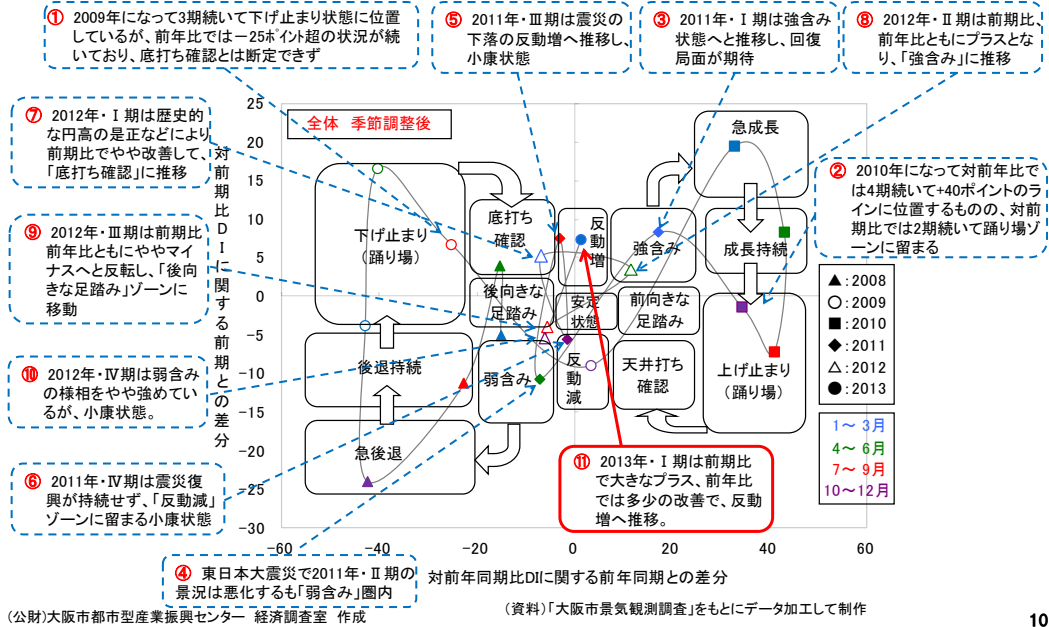 ① 2009年になって3期続いて下げ止まり状態に位置
しているが、前年比では－25ポイント超の状況が続
いており、底打ち確認とは断定できず
⑤ 2011年・Ⅲ期は震災の
下落の反動増へ推移し、
小康状態
③ 2011年・Ⅰ期は強含み
状態へと推移し、回復
局面が期待
⑧ 2012年・Ⅱ期は前期比、
前年比ともにプラスとな
り、「強含み」に推移
⑦ 2012年・Ⅰ期は歴史的
な円高の是正などにより
前期比でやや改善して、
「底打ち確認」に推移
⑨ 2012年・Ⅲ期は前期比
前年比ともにややマイ
ナスへと反転し、「後向
きな足踏み」ゾーンに
移動
⑩ 2012年・Ⅳ期は弱含み
の様相をやや強めてい
るが、小康状態。
⑥ 2011年・Ⅳ期は震災復
興が持続せず、「反動減」
ゾーンに留まる小康状態
④ 東日本大震災で2011年・Ⅱ期の
景況は悪化するも「弱含み」圏内
対前期比DIに関する前期との差分
25
20
15
10
5
0
−5
−10
−15
−20
−25
−30
全体 季節調整後
急成長
下げ止まり
(踊り場)
底打ち
確認
反動増
強含み
成長持続
後向きな
足踏み
安定
状態
前向きな
足踏み
後退持続
弱含み
反動減
天井打ち
確認
上げ止まり
(踊り場)
急後退
② 2010年になって対前年比で
は4期続いて+40ポイントのラ
インに位置するものの、対前
期比では2期続いて踊り場ゾ
ーンに留まる
▲：2008
○：2009
■：2010
◆：2011
△：2012
●：2013
1～ 3月
4～ 6月
7～ 9月
10～12月
⑪ 2013年・Ⅰ期は前期比
で大きなプラス、前年比
では多少の改善で、反動
増へ推移。
−60 −40 −20 0 20 40 60
対前年同期比DIに関する前年同期との差分
(公財)大阪市都市型産業振興センター 経済調査室 作成
(資料)「大阪市景気観測調査」をもとにデータ加工して制作
10